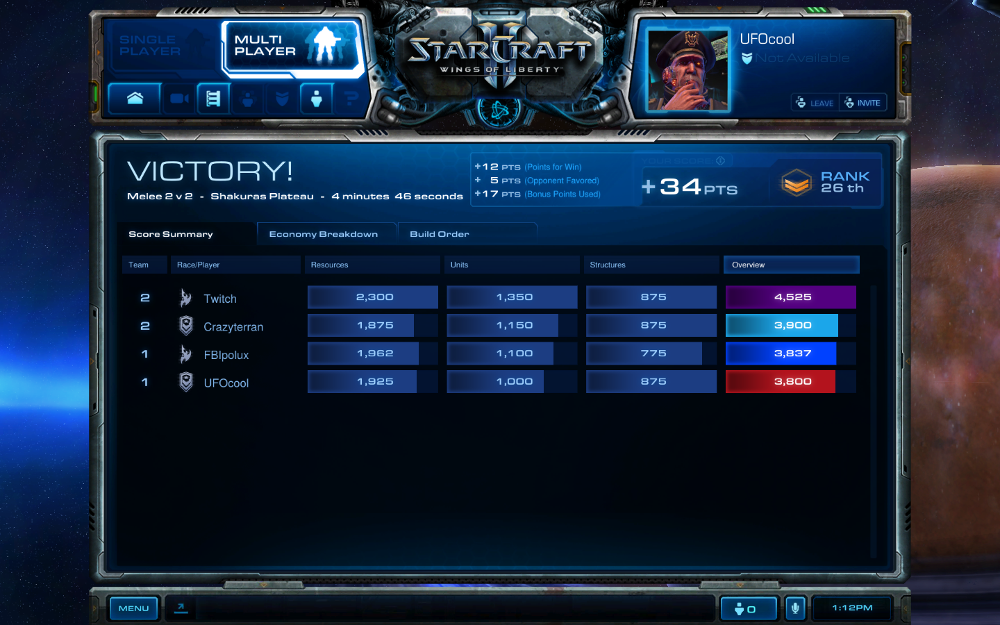 SINGLE PLAYER
MULTI PLAYER
STARCRAFT II
WINGS OF LIBERTY™
UFOcool
Not Available
LEAVE
INVITE
VICTORY!
Melee 2 v 2 - Shakuras Plateau - 4 minutes 46 seconds
+12 PTS (Points for Win)
+ 5 PTS (Opponent Favored)
+17 PTS (Bonus Points Used)
YOUR SCORE:
+34 PTS
RANK
26 th
Score Summary
Economy Breakdown
Build Order
Team Race/Player Resources Units Structures Overview
2 Twitch 2,300 1,350 875 4,525
2 Crazyterran 1,875 1,150 875 3,900
1 FBIpolux 1,962 1,100 775 3,837
1 UFOcool 1,925 1,000 875 3,800
MENU
0
1:12PM